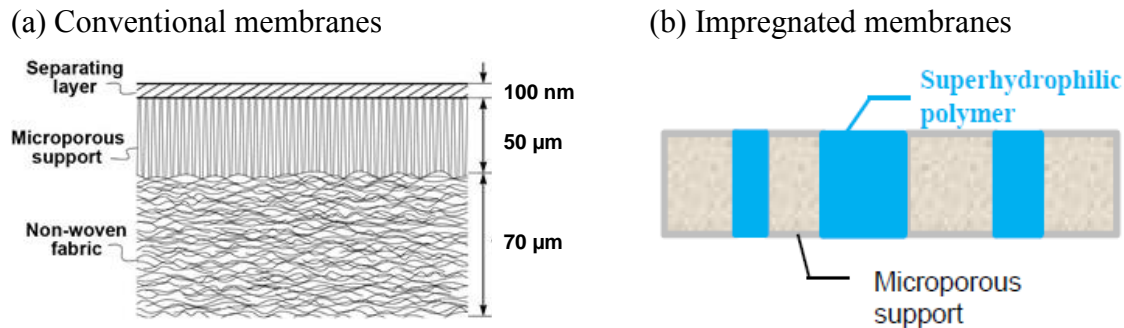 (a) Conventional membranes
Separating
layer
Microporous
support
Non-woven
fabric
100 nm
50 µm
70 µm
(b) Impregnated membranes
Superhydrophilic
polymer
Microporous
support